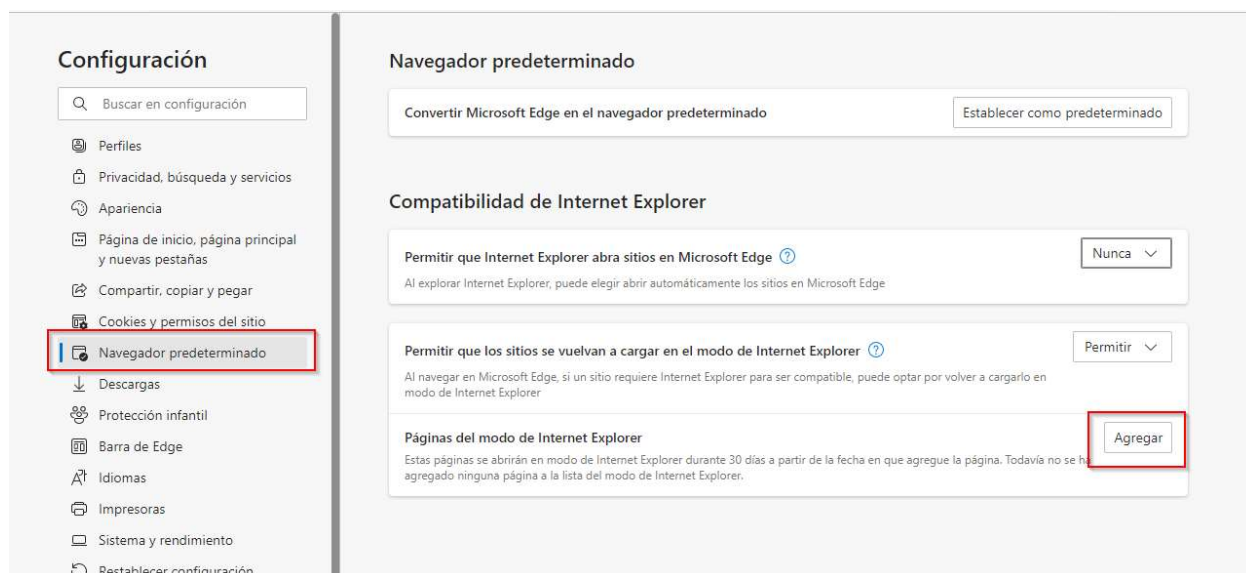 Configuración
Buscar en configuración
Perfiles
Privacidad, búsqueda y servicios
Apariencia
Página de inicio, página principal
y nuevas pestañas
Compartir, copiar y pegar
Cookies y permisos del sitio
Navegador predeterminado
Descargas
Protección infantil
Barra de Edge
Idiomas
Impresoras
Sistema y rendimiento
Restablecer configuración
Navegador predeterminado
Convertir Microsoft Edge en el navegador predeterminado
Establecer como predeterminado
Compatibilidad de Internet Explorer
Permitir que Internet Explorer abra sitios en Microsoft Edge
Nunca
Al explorar Internet Explorer, puede elegir abrir automáticamente los sitios en Microsoft Edge
Permitir que los sitios se vuelvan a cargar en el modo de Internet Explorer
Permitir
Al navegar en Microsoft Edge, si un sitio requiere Internet Explorer para ser compatible, puede optar por volver a cargarlo en
modo de Internet Explorer
Páginas del modo de Internet Explorer
Agregar
Estas páginas se abrirán en modo de Internet Explorer durante 30 días a partir de la fecha en que agregue la página. Todavía no se ha
agregado ninguna página a la lista del modo de Internet Explorer.